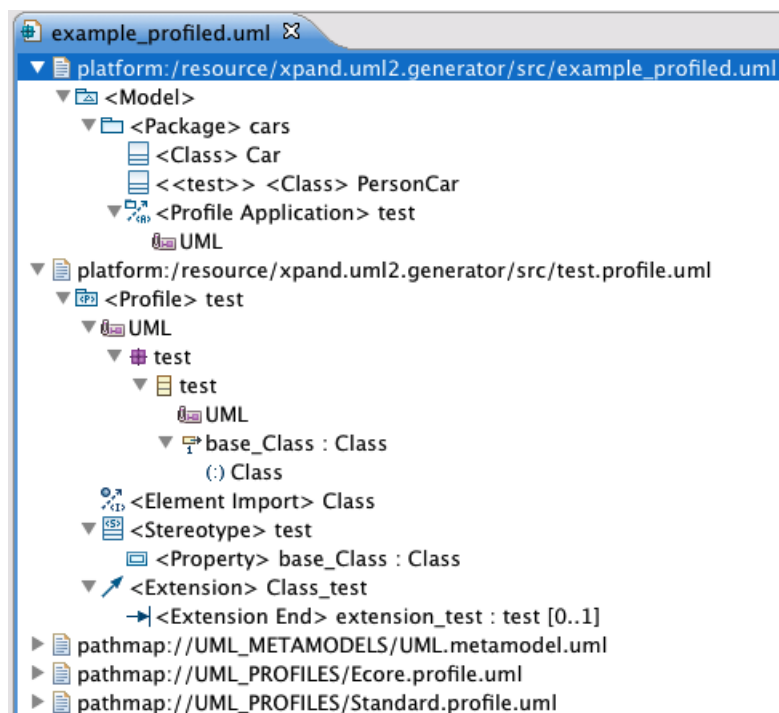 example_profiled.uml
platform:/resource/xpand.uml2.generator/src/example_profiled.uml
<Model>
<Package> cars
<Class> Car
<<test>> <Class> PersonCar
<Profile Application> test
UML
platform:/resource/xpand.uml2.generator/src/test.profile.uml
<Profile> test
UML
test
test
UML
base_Class : Class
(:) Class
<Element Import> Class
<Stereotype> test
<Property> base_Class : Class
<Extension> Class_test
<Extension End> extension_test : test [0..1]
pathmap://UML_METAMODELS/UML.metamodel.uml
pathmap://UML_PROFILES/Ecore.profile.uml
pathmap://UML_PROFILES/Standard.profile.uml